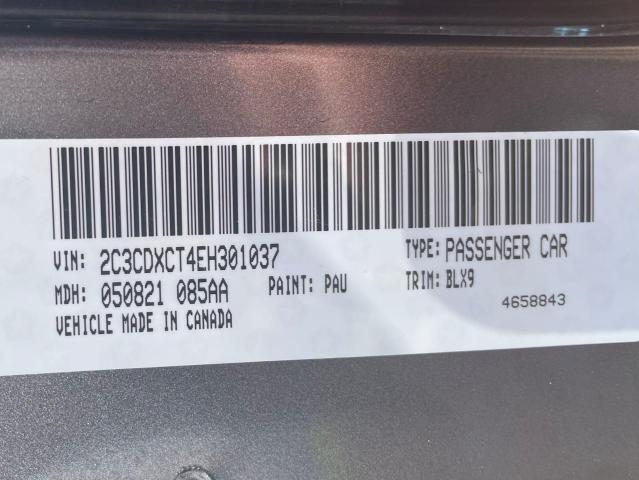 VIN: 2C3CDXCT4EH301037 TYPE: PASSENGER CAR
MDH: 050821 085AA PAINT: PAU TRIM: BLX9
VEHICLE MADE IN CANADA 4658843